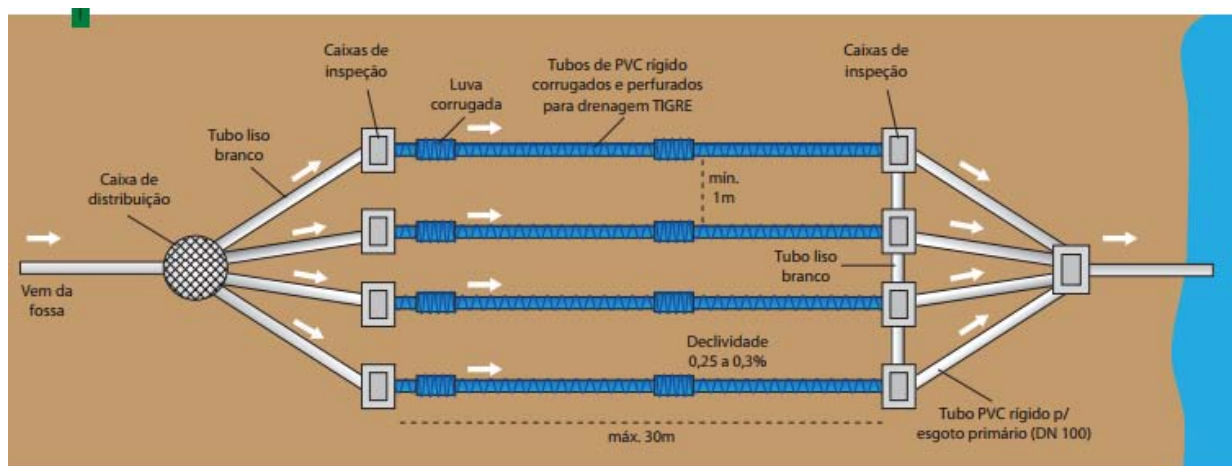 Caixas de
inspeção
Luva
corrugada
Tubos de PVC rígido
corrugados e perfurados
para drenagem TIGRE
Caixas de
inspeção
Tubo liso
branco
Caixa de
distribuição
mín.
1m
Tubo liso
branco
Vem da
fossa
Declividade
0,25 a 0,3%
máx. 30m
Tubo PVC rígido p/
esgoto primário (DN 100)